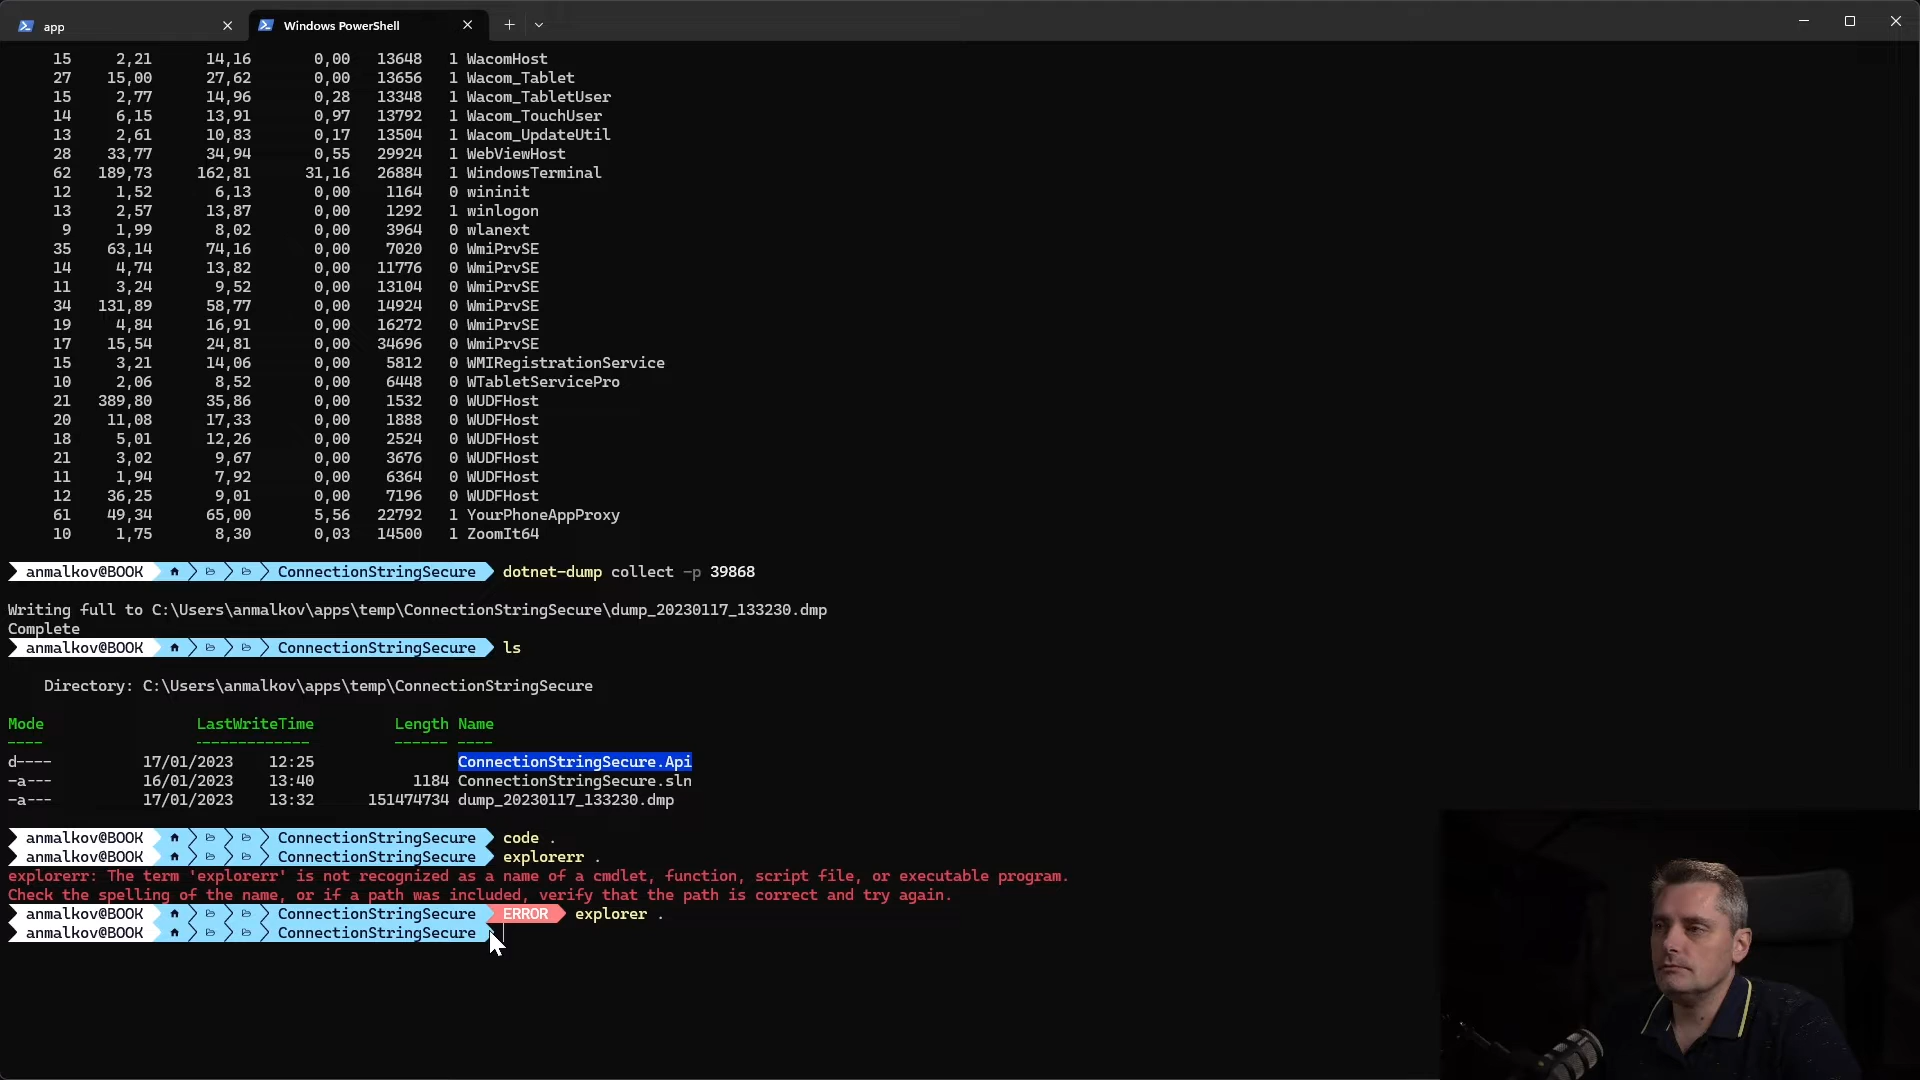 app
Windows PowerShell
15 2,21 14,16 0,00 13648 1 WacomHost
27 15,00 27,62 0,00 13656 1 Wacom_Tablet
15 2,77 14,96 0,28 13348 1 Wacom_TabletUser
14 6,15 13,91 0,97 13792 1 Wacom_TouchUser
13 2,61 10,83 0,17 13504 1 Wacom_UpdateUtil
28 33,77 34,94 0,55 29924 1 WebViewHost
62 189,73 162,81 31,16 26884 1 WindowsTerminal
12 1,52 6,13 0,00 1164 0 wininit
13 2,57 13,87 0,00 1292 1 winlogon
9 1,99 8,02 0,00 3964 0 wlanext
35 63,14 74,16 0,00 7020 0 WmiPrvSE
14 4,74 13,82 0,00 11776 0 WmiPrvSE
11 3,24 9,52 0,00 13104 0 WmiPrvSE
34 131,89 58,77 0,00 14924 0 WmiPrvSE
19 4,84 16,91 0,00 16272 0 WmiPrvSE
17 15,54 24,81 0,00 34696 0 WmiPrvSE
15 3,21 14,06 0,00 5812 0 WMIRegistrationService
10 2,06 8,52 0,00 6448 0 WTabletServicePro
21 389,80 35,86 0,00 1532 0 WUDFHost
20 11,08 17,33 0,00 1888 0 WUDFHost
18 5,01 12,26 0,00 2524 0 WUDFHost
21 3,02 9,67 0,00 3676 0 WUDFHost
11 1,94 7,92 0,00 6364 0 WUDFHost
12 36,25 9,01 0,00 7196 0 WUDFHost
61 49,34 65,00 5,56 22792 1 YourPhoneAppProxy
10 1,75 8,30 0,03 14500 1 ZoomIt64
anmalkov@BOOK ConnectionStringSecure dotnet-dump collect -p 39868
Writing full to C:\Users\anmalkov\apps\temp\ConnectionStringSecure\dump_20230117_133230.dmp
Complete
anmalkov@BOOK ConnectionStringSecure ls
Directory: C:\Users\anmalkov\apps\temp\ConnectionStringSecure
Mode LastWriteTime Length Name
---- ------------- ------ ----
d---- 17/01/2023 12:25 ConnectionStringSecure.Api
-a--- 16/01/2023 13:40 1184 ConnectionStringSecure.sln
-a--- 17/01/2023 13:32 151474734 dump_20230117_133230.dmp
anmalkov@BOOK ConnectionStringSecure code .
anmalkov@BOOK ConnectionStringSecure explorerr .
explorerr: The term 'explorerr' is not recognized as a name of a cmdlet, function, script file, or executable program.
Check the spelling of the name, or if a path was included, verify that the path is correct and try again.
anmalkov@BOOK ConnectionStringSecure ERROR explorer .
anmalkov@BOOK ConnectionStringSecure